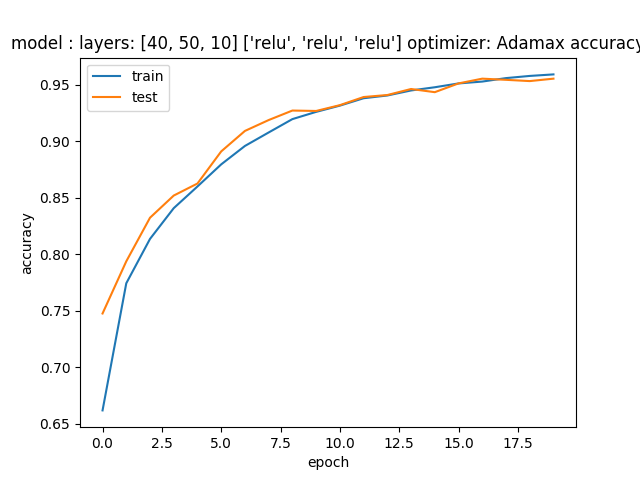 model : layers: [40, 50, 10] ['relu', 'relu', 'relu'] optimizer: Adamax accuracy
train
test
0.95
0.90
0.85
0.80
0.75
0.70
0.65
accuracy
0.0 2.5 5.0 7.5 10.0 12.5 15.0 17.5
epoch